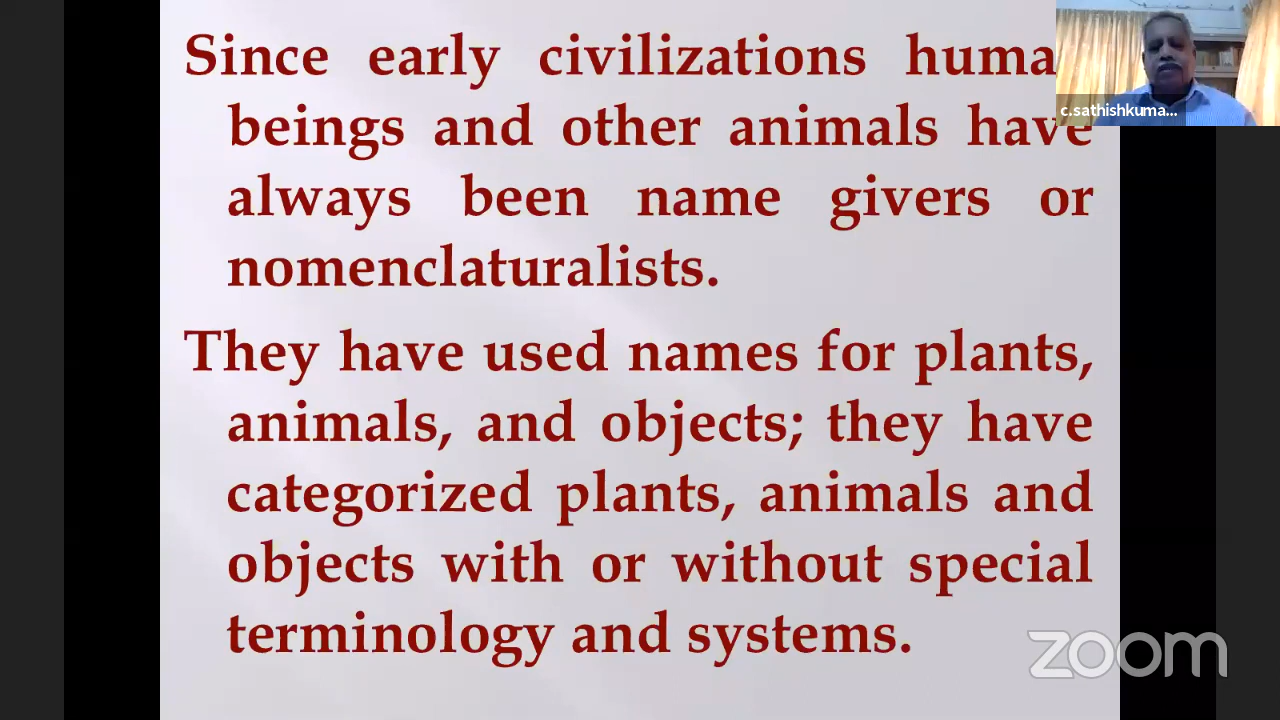 Since early civilizations huma
beings and other animals have
always been name givers or
nomenclaturalists.
They have used names for plants,
animals, and objects; they have
categorized plants, animals and
objects with or without special
terminology and systems.
c.sathishkuma...
zoom